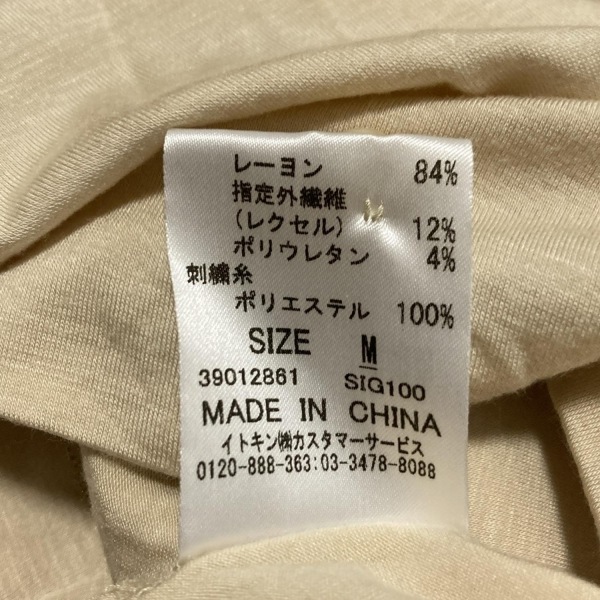 レーヨン 84%
指定外繊維
(レクセル) 12%
ポリウレタン 4%
刺繍糸
ポリエステル 100%
SIZE M
39012861 SIG100
MADE IN CHINA
イトキン㈱カスタマーサービス
0120-888-363:03-3478-8088